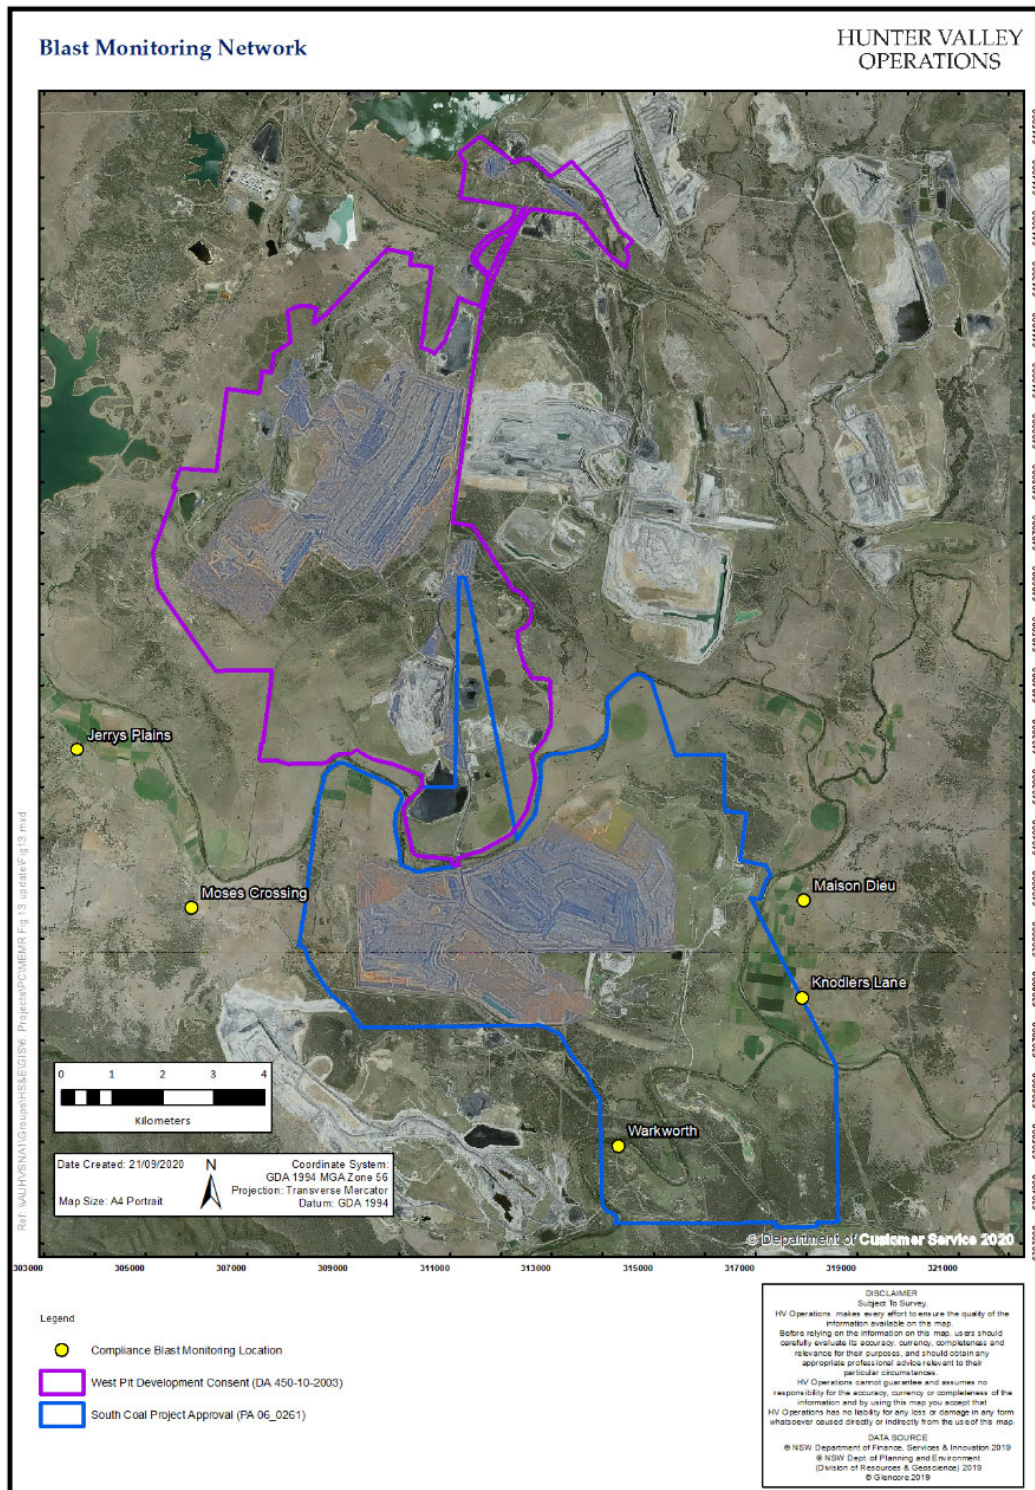 Blast Monitoring Network
HUNTER VALLEY
OPERATIONS
Jerrys Plains
Moses Crossing
Maison Dieu
Knodlers Lane
Warkworth
0 1 2 3 4
Kilometers
Date Created: 21/09/2020
Map Size: A4 Portrait
N
Coordinate System:
GDA 1994 MGA Zone 56
Projection: Transverse Mercator
Datum: GDA 1994
© Department of Customer Service 2020
303000 305000 307000 309000 311000 313000 315000 317000 319000 321000
Legend
Compliance Blast Monitoring Location
West Pit Development Consent (DA 450-10-2003)
South Coal Project Approval (PA 06_0261)
DISCLAIMER
Subject To Survey.
HV Operations makes every effort to ensure the quality of the
information available on this map.
Before relying on the information on this map, users should
carefully evaluate its accuracy, currency, completeness and
relevance for their purposes, and should obtain any
appropriate professional advice relevant to their
particular circumstances.
HV Operations cannot guarantee and assumes no
responsibility for the accuracy, currency or completeness of the
information and by using this map you accept that
HV Operations has no liability for any loss or damage in any form
whatsoever caused directly or indirectly from the use of this map.
DATA SOURCE
© NSW Department of Finance, Services & Innovation 2019
© NSW Dept. of Planning and Environment
(Division of Resources & Geoscience) 2019
© Glencore 2019